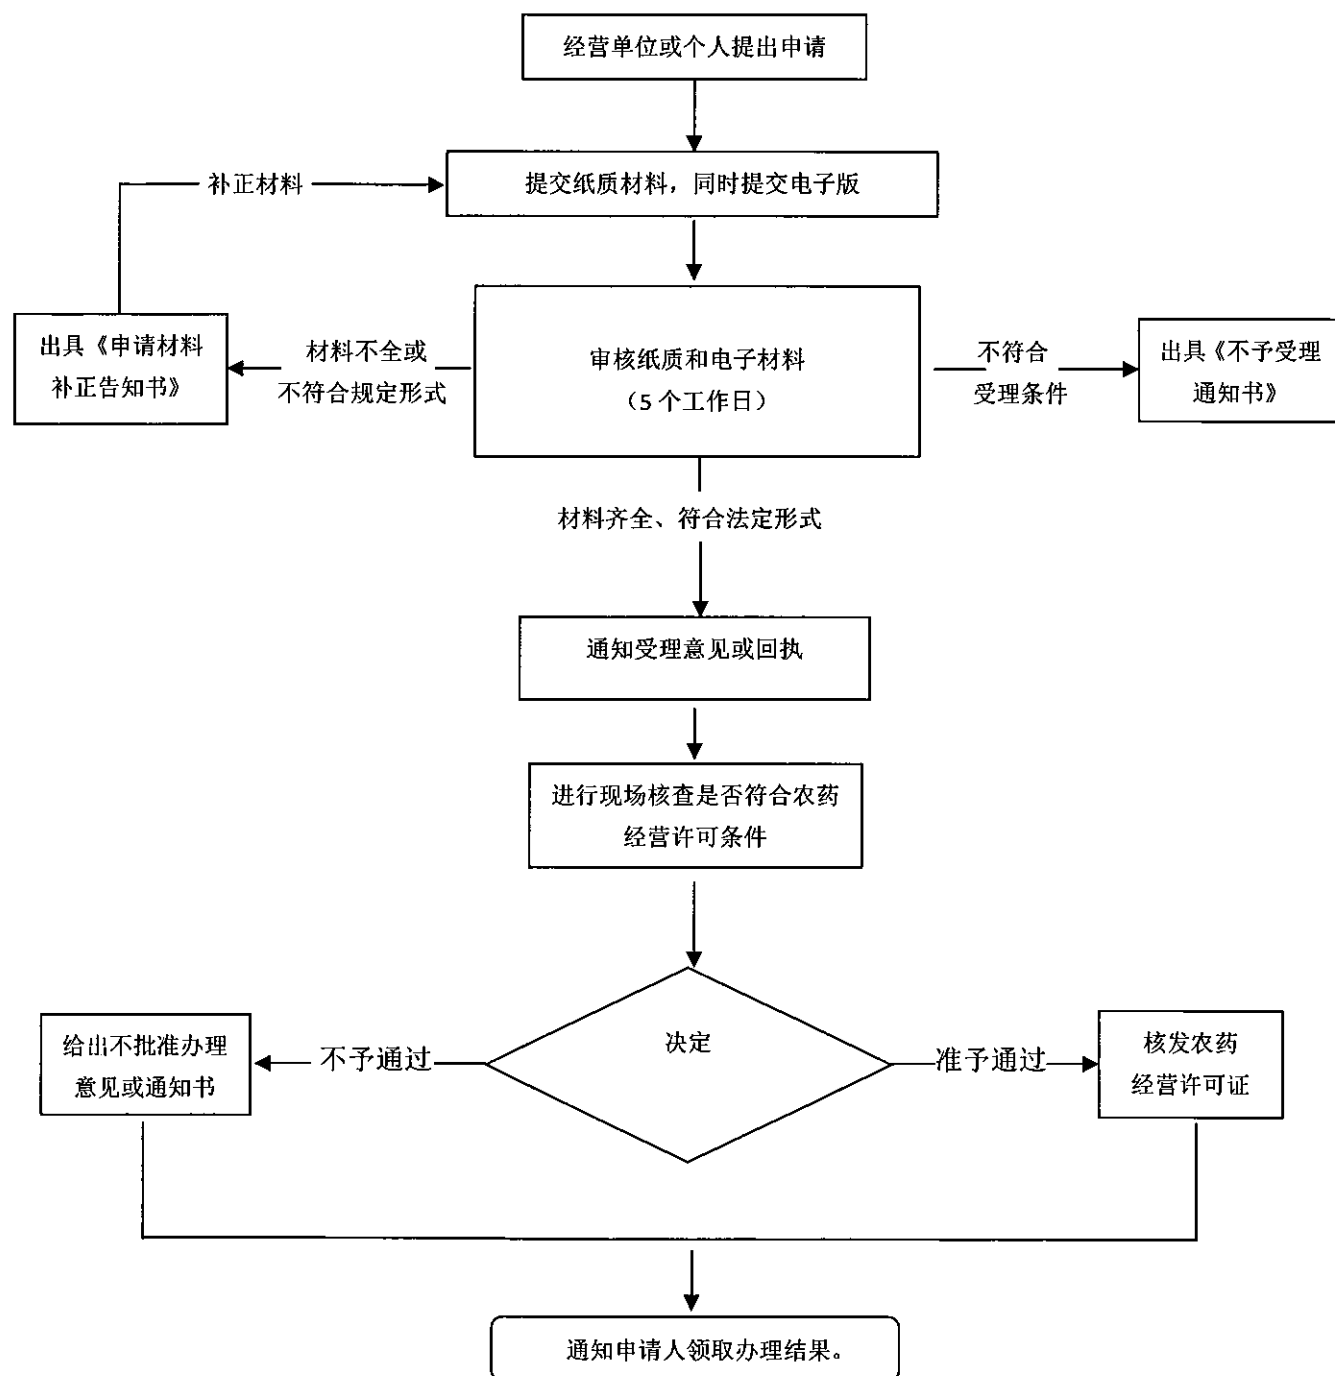 经营单位或个人提出申请
补正材料
提交纸质材料，同时提交电子版
出具《申请材料
补正告知书》
材料不全或
不符合规定形式
审核纸质和电子材料
（5个工作日）
不符合
受理条件
出具《不予受理
通知书》
材料齐全、符合法定形式
通知受理意见或回执
进行现场核查是否符合农药
经营许可条件
决定
给出不批准办理
意见或通知书
不予通过
准予通过
核发农药
经营许可证
通知申请人领取办理结果。